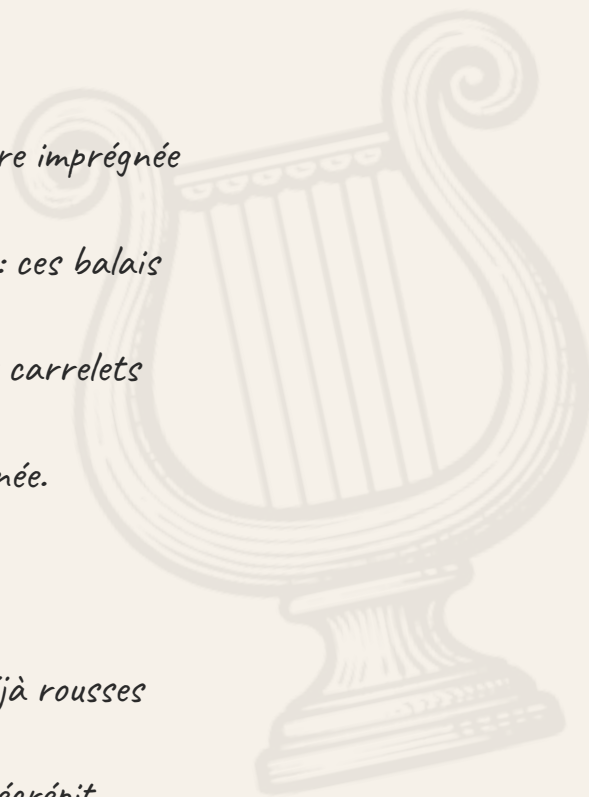 re imprégnée
: ces balais
carrelets
née.
jà rousses